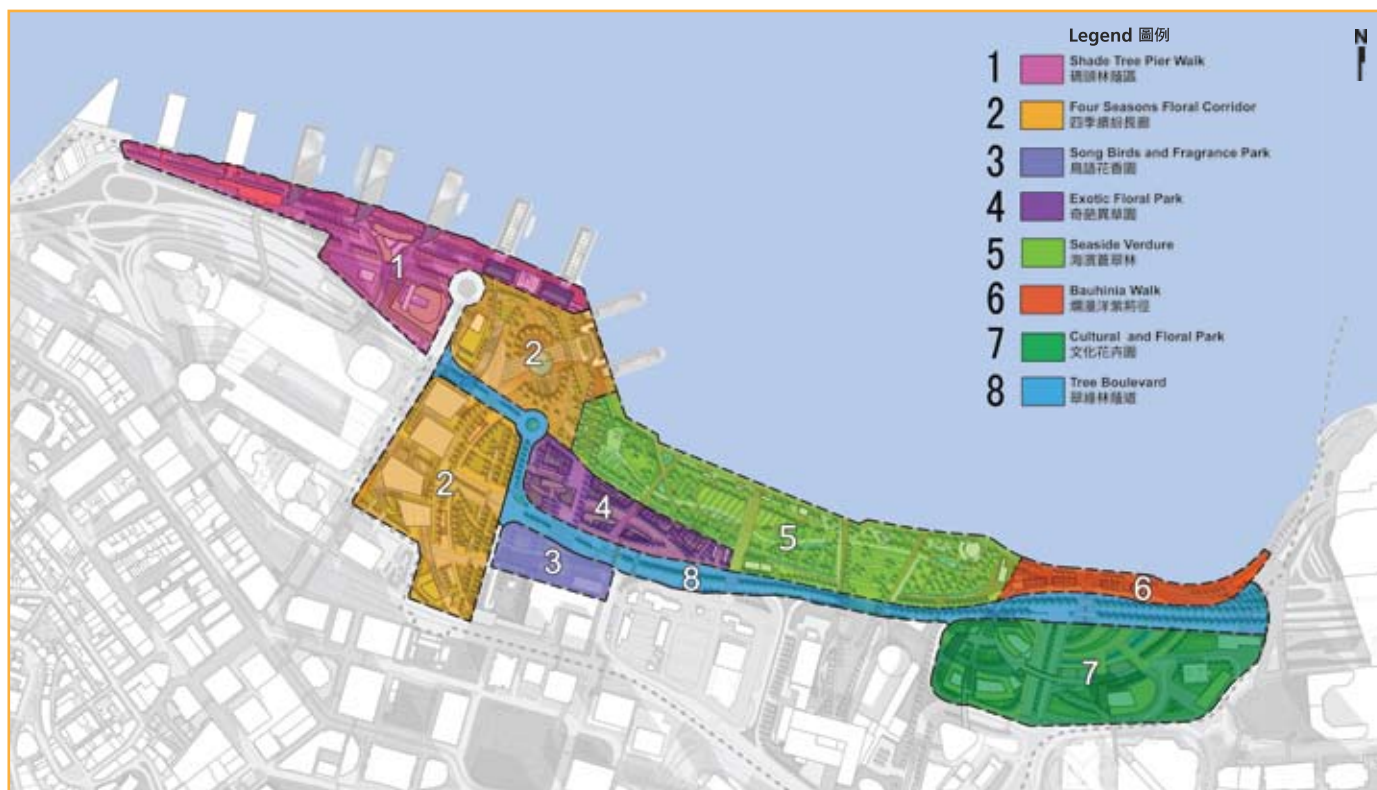 Legend 圖例
N
1 Shade Tree Pier Walk
碼頭林蔭區
2 Four Seasons Floral Corridor
四季繽紛長廊
3 Song Birds and Fragrance Park
鳥語花香園
4 Exotic Floral Park
奇葩異草園
5 Seaside Verdure
海濱蒼翠林
6 Bauhinia Walk
爛漫洋紫荊徑
7 Cultural and Floral Park
文化花卉園
8 Tree Boulevard
翠綠林蔭道
1
2
2
4
5
3
8
6
7